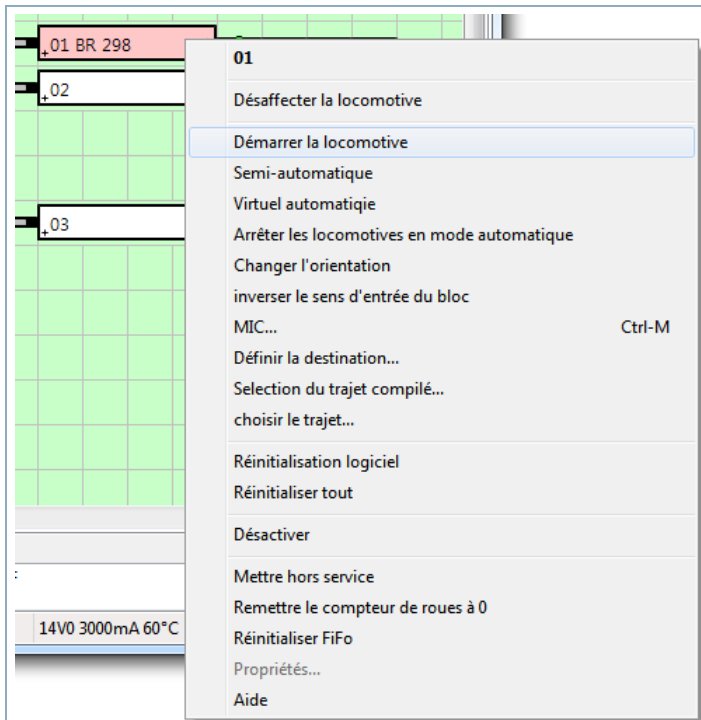 01 BR 298
02
03
14V0 3000mA 60°C
01
Désaffecter la locomotive
Démarrer la locomotive
Semi-automatique
Virtuel automatiqie
Arrêter les locomotives en mode automatique
Changer l'orientation
inverser le sens d'entrée du bloc
MIC... Ctrl-M
Définir la destination...
Selection du trajet compilé...
choisir le trajet...
Réinitialisation logiciel
Réinitialiser tout
Désactiver
Mettre hors service
Remettre le compteur de roues à 0
Réinitialiser FiFo
Propriétés...
Aide